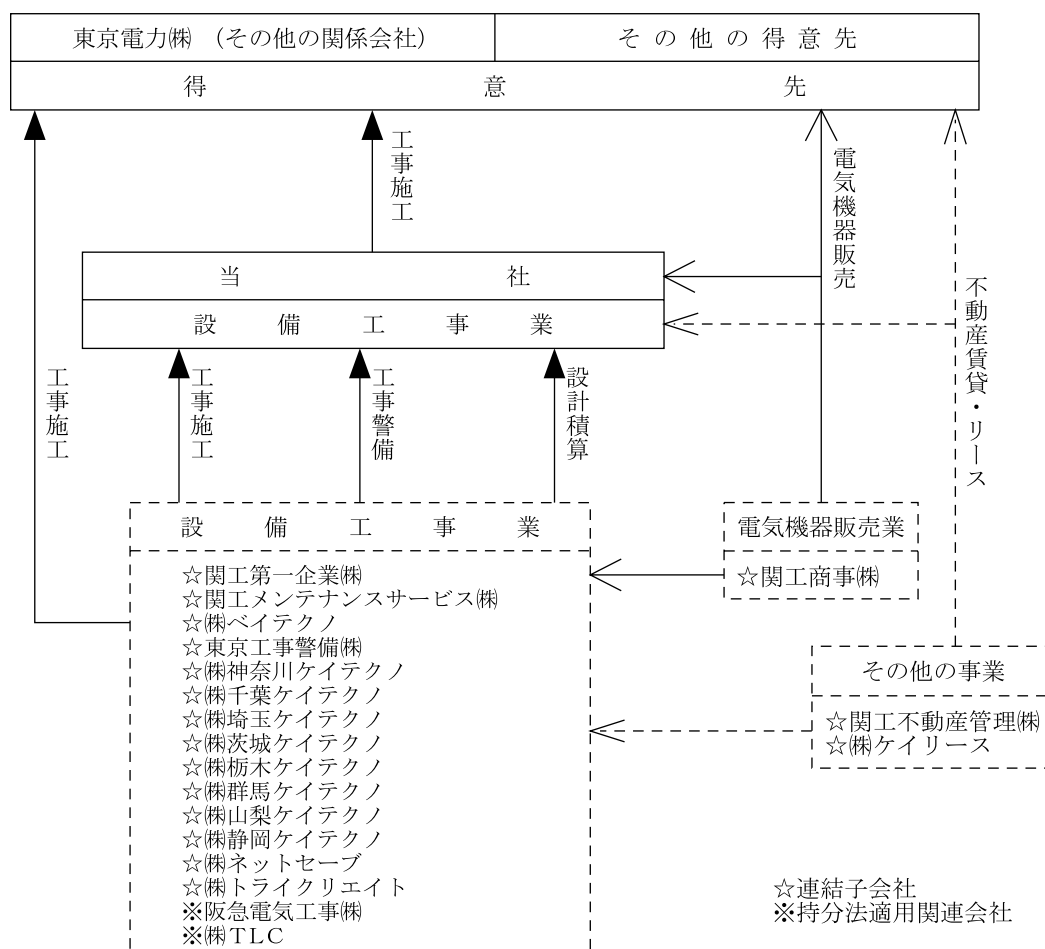 東京電力㈱ （その他の関係会社）
その他の得意先
得意先
工事施工
電気機器販売
当社
設備工事業
不動産賃貸・リース
工事施工
工事施工
工事警備
設計積算
設備工事業
☆関工第一企業㈱
☆関工メンテナンスサービス㈱
☆㈱ベイテクノ
☆東京工事警備㈱
☆㈱神奈川ケイテクノ
☆㈱千葉ケイテクノ
☆㈱埼玉ケイテクノ
☆㈱茨城ケイテクノ
☆㈱栃木ケイテクノ
☆㈱群馬ケイテクノ
☆㈱山梨ケイテクノ
☆㈱静岡ケイテクノ
☆㈱ネットセーブ
☆㈱トライクリエイト
※阪急電気工事㈱
※㈱TLC
電気機器販売業
☆関工商事㈱
その他の事業
☆関工不動産管理㈱
☆㈱ケイリース
☆連結子会社
※持分法適用関連会社